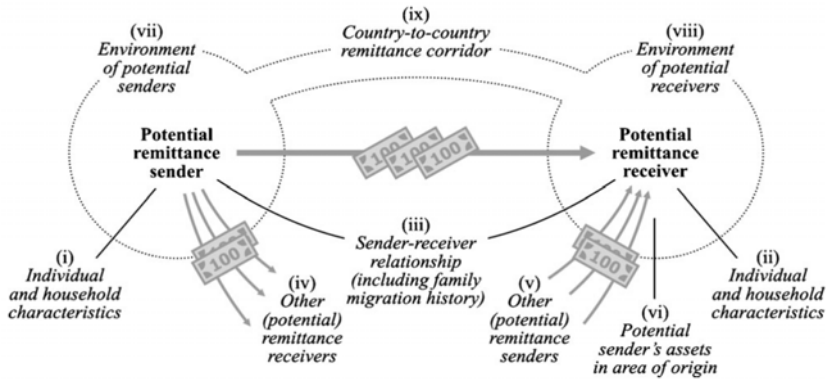 (ix)
Country-to-country
remittance corridor
(vii)
Environment
of potential
senders
(viii)
Environment
of potential
receivers
Potential
remittance
sender
100
100
100
Potential
remittance
receiver
(i)
Individual
and household
characteristics
100
(iv)
Other
(potential)
remittance
receivers
(iii)
Sender-receiver
relationship
(including family
migration history)
(v)
Other
(potential)
remittance
senders
100
(vi)
Potential
sender's assets
in area of origin
(ii)
Individual
and household
characteristics